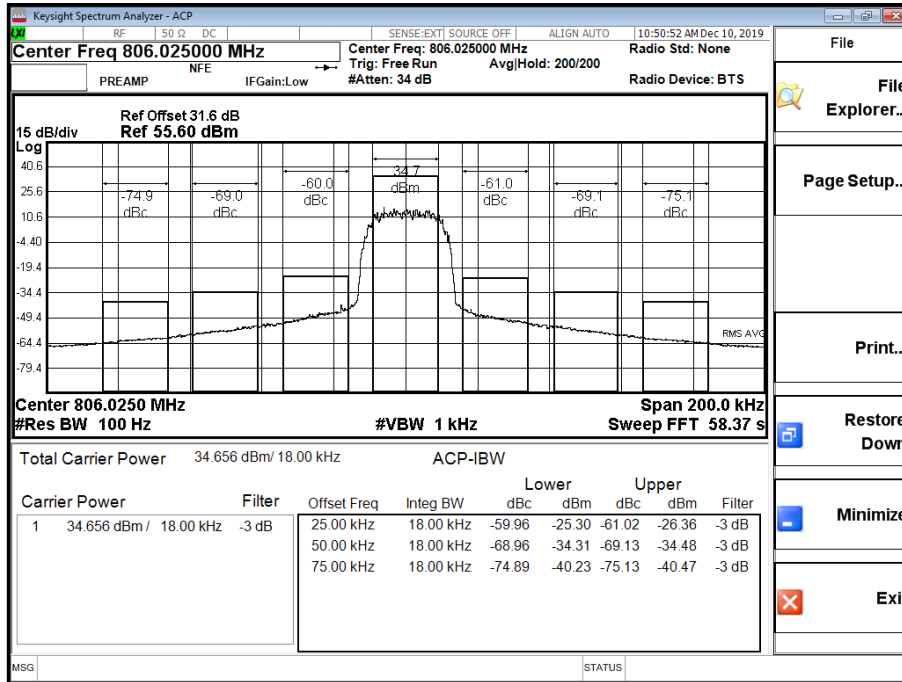 Keysight Spectrum Analyzer - ACP
LXI RF 50 Ω DC SENSE:EXT SOURCE OFF ALIGN AUTO 10:50:52 AM Dec 10, 2019
Center Freq 806.025000 MHz
Center Freq: 806.025000 MHz Radio Std: None
NFE Trig: Free Run Avg|Hold: 200/200
PREAMP IFGain:Low #Atten: 34 dB Radio Device: BTS
Ref Offset 31.6 dB
15 dB/div Ref 55.60 dBm
Log
40.6
25.6
10.6
-4.40
-19.4
-34.4
-49.4
-64.4
-79.4
-74.9 dBc
-69.0 dBc
-60.0 dBc
34.7 dBm
-61.0 dBc
-69.1 dBc
-75.1 dBc
RMS AVG
Center 806.0250 MHz Span 200.0 kHz
#Res BW 100 Hz #VBW 1 kHz Sweep FFT 58.37 s
Total Carrier Power 34.656 dBm/ 18.00 kHz ACP-IBW
Lower Upper
Carrier Power Filter Offset Freq Integ BW dBc dBm dBc dBm Filter
1 34.656 dBm / 18.00 kHz -3 dB
25.00 kHz 18.00 kHz -59.96 -25.30 -61.02 -26.36 -3 dB
50.00 kHz 18.00 kHz -68.96 -34.31 -69.13 -34.48 -3 dB
75.00 kHz 18.00 kHz -74.89 -40.23 -75.13 -40.47 -3 dB
MSG STATUS
File
File
Explorer..
Page Setup..
Print..
Restore
Down
Minimize
Exi